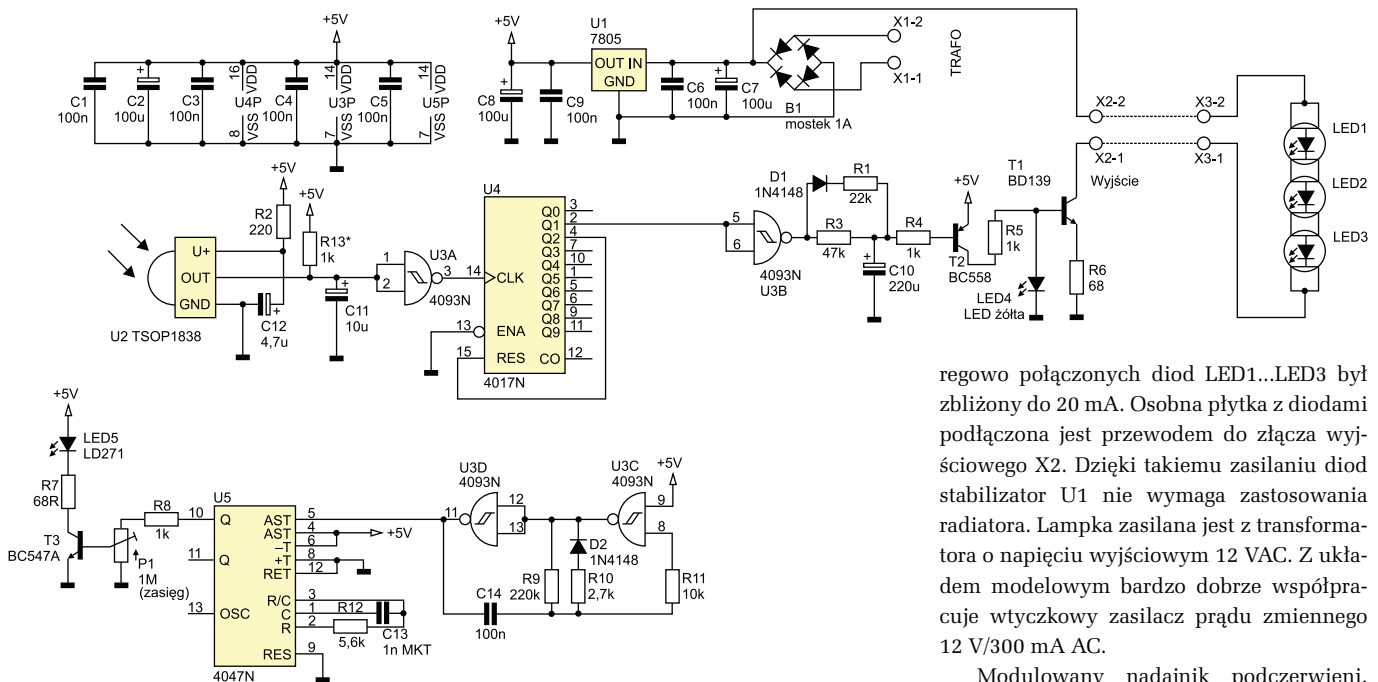 +5V
C1
100n
+
C2
100u
C3
100n
16
VDD
U4P
8
VSS
C4
100n
14
VDD
U3P
7
VSS
C5
100n
14
VDD
U5P
7
VSS
+5V
U1
7805
OUT IN
GND
+
C8
100u
C9
100n
C6
100n
+
C7
100u
B1
mostek 1A
X1-2
X1-1
TRAFO
X2-2
X3-2
X2-1
X3-1
Wyjście
LED1
LED2
LED3
+5V
R2
220
+5V
R13*
1k
U+
OUT
GND
U2 TSOP1838
+
C12
4,7u
+
C11
10u
U3A
1
2
3
4093N
U4
14
CLK
13
ENA
15
RES
Q0
3
Q1
2
Q2
4
Q3
7
Q4
10
Q5
1
Q6
5
Q7
6
Q8
9
Q9
11
CO
12
4017N
5
6
4
4093N
U3B
D1
1N4148
R1
22k
R3
47k
R4
1k
+
C10
220u
+5V
T2
BC558
R5
1k
T1
BD139
LED4
LED żółta
R6
68
+5V
LED5
LD271
R7
68R
T3
BC547A
P1
1M
(zasięg)
R8
1k
U5
10
Q
11
Q
13
OSC
AST
5
AST
4
–T
6
+T
8
RET
12
R/C
3
C
1
R
2
RES
9
4047N
+5V
R12
5,6k
C13
1n MKT
U3D
4093N
11
12
13
C14
100n
R9
220k
D2
1N4148
R10
2,7k
U3C
4093N
+5V
9
8
R11
10k
regowo połączonych diod LED1...LED3 był
zbliżony do 20 mA. Osobna płytka z diodami
podłączona jest przewodem do złącza wyj-
ściowego X2. Dzięki takiemu zasilaniu diod
stabilizator U1 nie wymaga zastosowania
radiatora. Lampka zasilana jest z transforma-
tora o napięciu wyjściowym 12 VAC. Z ukła-
dem modelowym bardzo dobrze współpra-
cuje wtyczkowy zasilacz prądu zmiennego
12 V/300 mA AC.
Modulowany nadajnik podczerwieni,